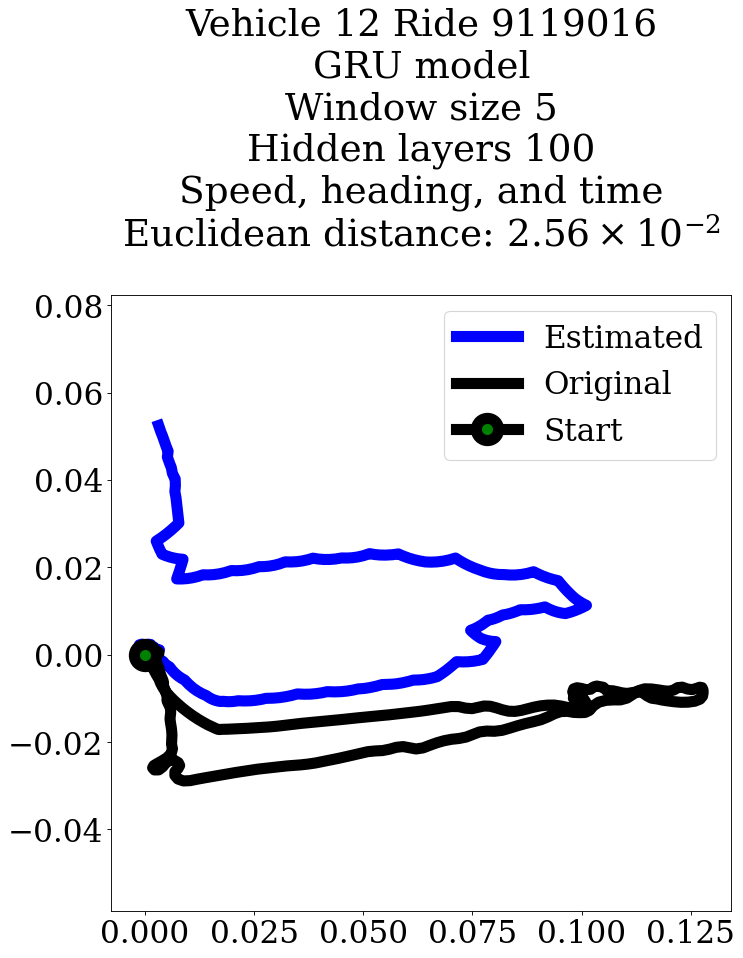 Vehicle 12 Ride 9119016
GRU model
Window size 5
Hidden layers 100
Speed, heading, and time
Euclidean distance: 2.56 × 10⁻²
0.08
0.06
0.04
0.02
0.00
−0.02
−0.04
Estimated
Original
Start
0.000 0.025 0.050 0.075 0.100 0.125